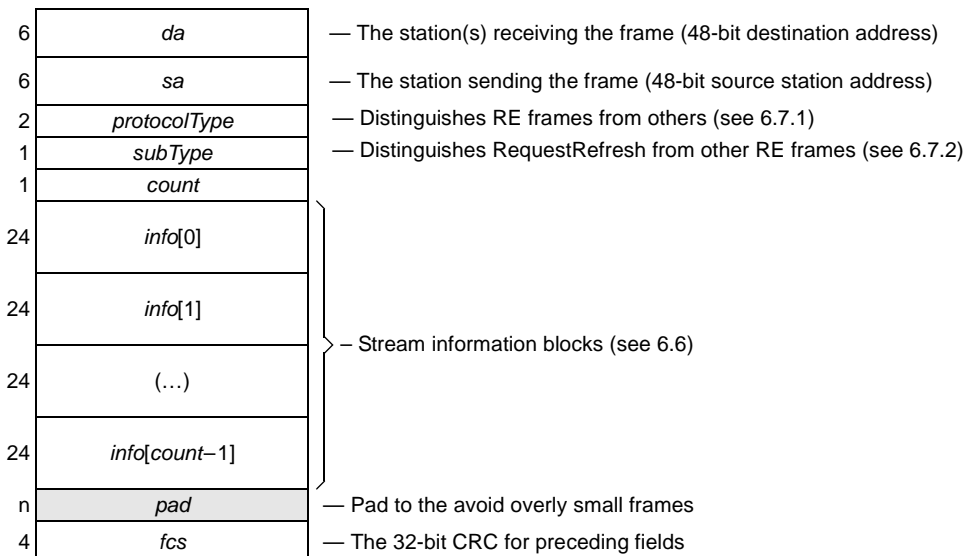 6 da — The station(s) receiving the frame (48-bit destination address)
6 sa — The station sending the frame (48-bit source station address)
2 protocolType — Distinguishes RE frames from others (see 6.7.1)
1 subType — Distinguishes RequestRefresh from other RE frames (see 6.7.2)
1 count
24 info[0]
24 info[1]
– Stream information blocks (see 6.6)
24 (…)
24 info[count–1]
n pad — Pad to the avoid overly small frames
4 fcs — The 32-bit CRC for preceding fields